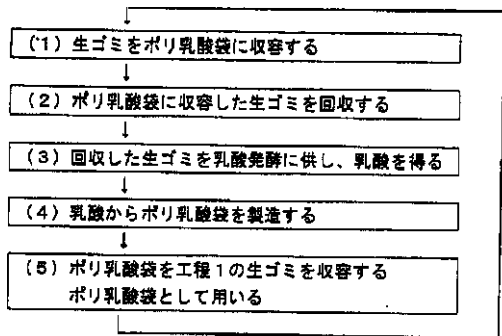 (1) 生ゴミをポリ乳酸袋に収容する
(2) ポリ乳酸袋に収容した生ゴミを回収する
(3) 回収した生ゴミを乳酸発酵に供し、乳酸を得る
(4) 乳酸からポリ乳酸袋を製造する
(5) ポリ乳酸袋を工程1の生ゴミを収容する
ポリ乳酸袋として用いる